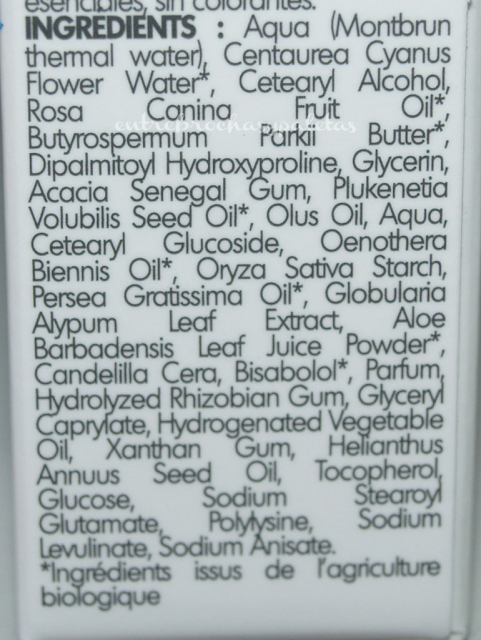 esenciales, sin colorantes.
INGREDIENTS : Aqua (Montbrun
thermal water), Centaurea Cyanus
Flower Water*, Cetearyl Alcohol,
Rosa Canina Fruit Oil*,
entrebrochasypaletas
Butyrospermum Parkii Butter*,
Dipalmitoyl Hydroxyproline, Glycerin,
Acacia Senegal Gum, Plukenetia
Volubilis Seed Oil*, Olus Oil, Aqua,
Cetearyl Glucoside, Oenothera
Biennis Oil*, Oryza Sativa Starch,
Persea Gratissima Oil*, Globularia
Alypum Leaf Extract, Aloe
Barbadensis Leaf Juice Powder*,
Candelilla Cera, Bisabolol*, Parfum,
Hydrolyzed Rhizobian Gum, Glyceryl
Caprylate, Hydrogenated Vegetable
Oil, Xanthan Gum, Helianthus
Annuus Seed Oil, Tocopherol,
Glucose, Sodium Stearoyl
Glutamate, Polylysine, Sodium
Levulinate, Sodium Anisate.
*Ingrédients issus de l'agriculture
biologique